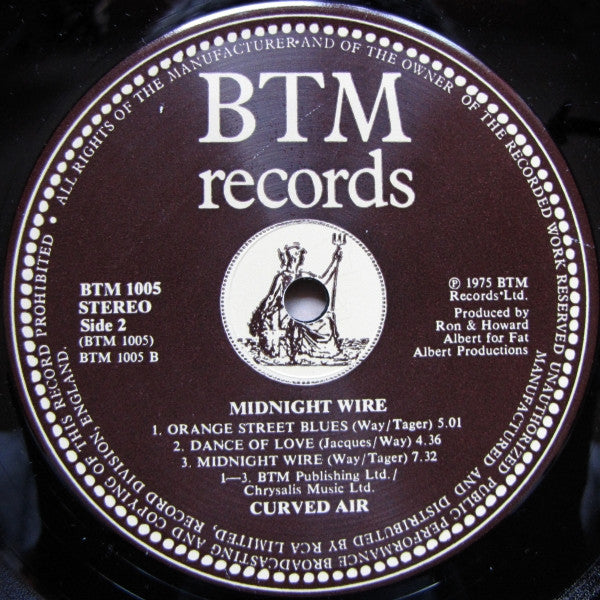 ALL RIGHTS OF THE MANUFACTURER AND OF THE OWNER OF THE RECORDED WORK RESERVED UNAUTHORIZED PUBLIC PERFORMANCE BROADCASTING AND COPYING OF THIS RECORD PROHIBITED •
MANUFACTURED AND DISTRIBUTED BY RCA LIMITED, RECORD DIVISION ENGLAND.
BTM
records
BTM 1005
STEREO
Side 2
(BTM 1005)
BTM 1005 B
℗ 1975 BTM
Records Ltd.
Produced by
Ron & Howard
Albert for Fat
Albert Productions
MIDNIGHT WIRE
1. ORANGE STREET BLUES (Way/Tager) 5.01
2. DANCE OF LOVE (Jacques/Way) 4.36
3. MIDNIGHT WIRE (Way/Tager) 7.32
1—3. BTM Publishing Ltd./
Chrysalis Music Ltd.
CURVED AIR